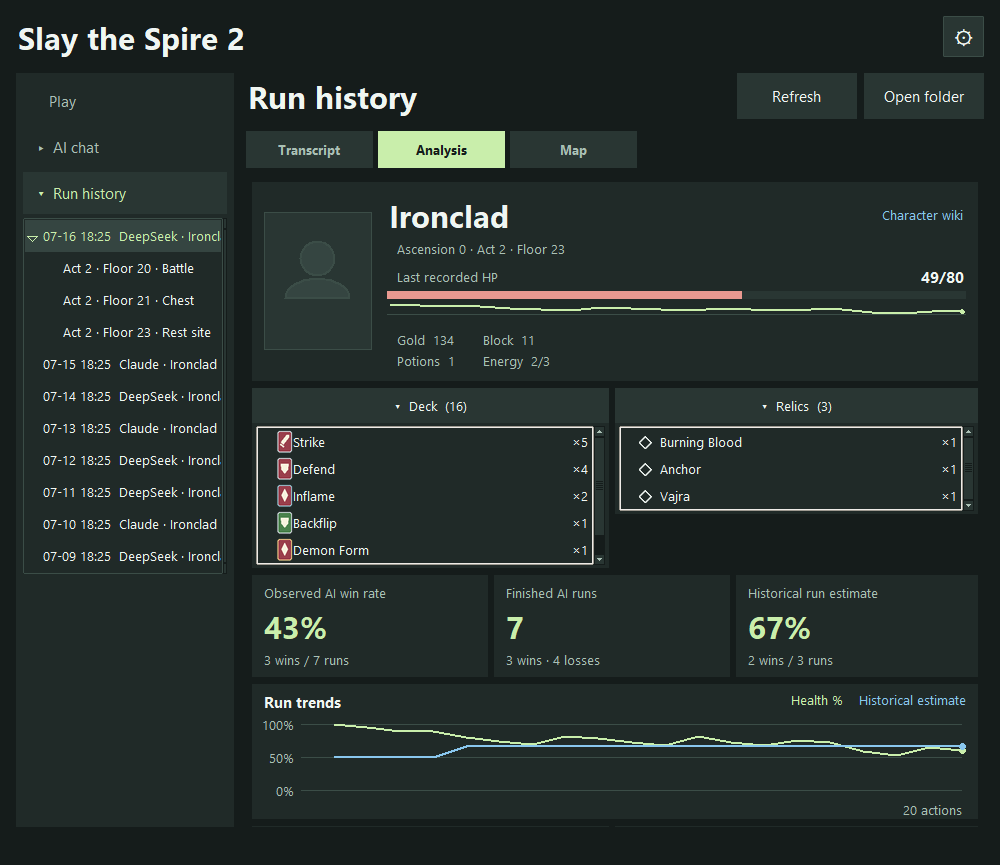 Slay the Spire 2
Play
AI chat
Run history
07-16 18:25 DeepSeek · Ironcl
Act 2 · Floor 20 · Battle
Act 2 · Floor 21 · Chest
Act 2 · Floor 23 · Rest site
07-15 18:25 Claude · Ironclad
07-14 18:25 DeepSeek · Ironcl
07-13 18:25 Claude · Ironclad
07-12 18:25 DeepSeek · Ironcl
07-11 18:25 DeepSeek · Ironcl
07-10 18:25 Claude · Ironclad
07-09 18:25 DeepSeek · Ironcl
Run history
Refresh
Open folder
Transcript
Analysis
Map
Ironclad
Character wiki
Ascension 0 · Act 2 · Floor 23
Last recorded HP
49/80
Gold 134
Block 11
Potions 1
Energy 2/3
Deck (16)
Strike ×5
Defend ×4
Inflame ×2
Backflip ×1
Demon Form ×1
Relics (3)
Burning Blood ×1
Anchor ×1
Vajra ×1
Observed AI win rate
43%
3 wins / 7 runs
Finished AI runs
7
3 wins · 4 losses
Historical run estimate
67%
2 wins / 3 runs
Run trends
Health %
Historical estimate
100%
50%
0%
20 actions